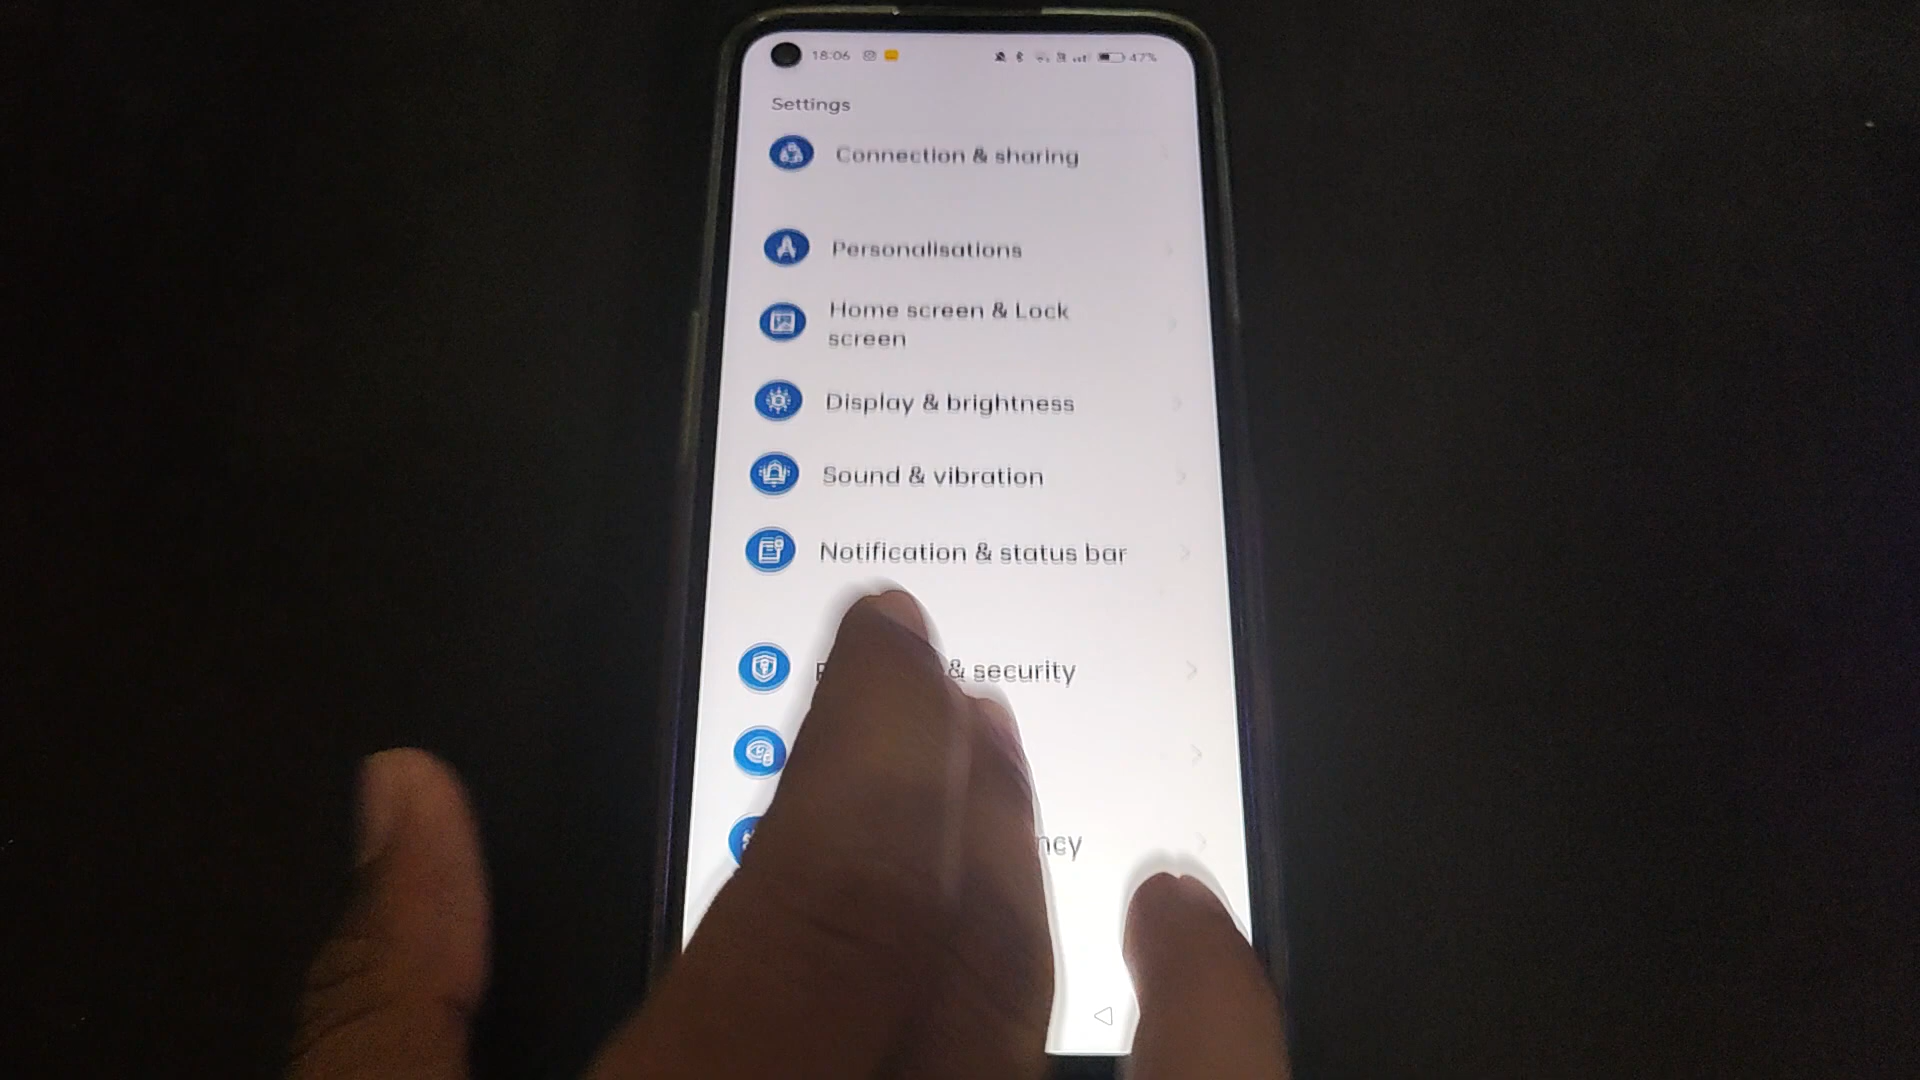 18:06
47%
Settings
Connection & sharing
Personalisations
Home screen & Lock
screen
Display & brightness
Sound & vibration
Notification & status bar
& security